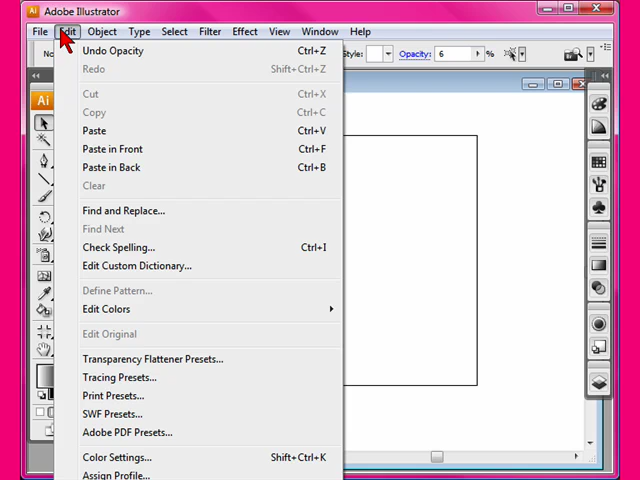 Ai Adobe Illustrator
File Edit Object Type Select Filter Effect View Window Help
Style: Opacity: 6 %
Undo Opacity Ctrl+Z
Redo Shift+Ctrl+Z
Cut Ctrl+X
Copy Ctrl+C
Paste Ctrl+V
Paste in Front Ctrl+F
Paste in Back Ctrl+B
Clear
Find and Replace...
Find Next
Check Spelling... Ctrl+I
Edit Custom Dictionary...
Define Pattern...
Edit Colors
Edit Original
Transparency Flattener Presets...
Tracing Presets...
Print Presets...
SWF Presets...
Adobe PDF Presets...
Color Settings... Shift+Ctrl+K
Assign Profile...
Ai